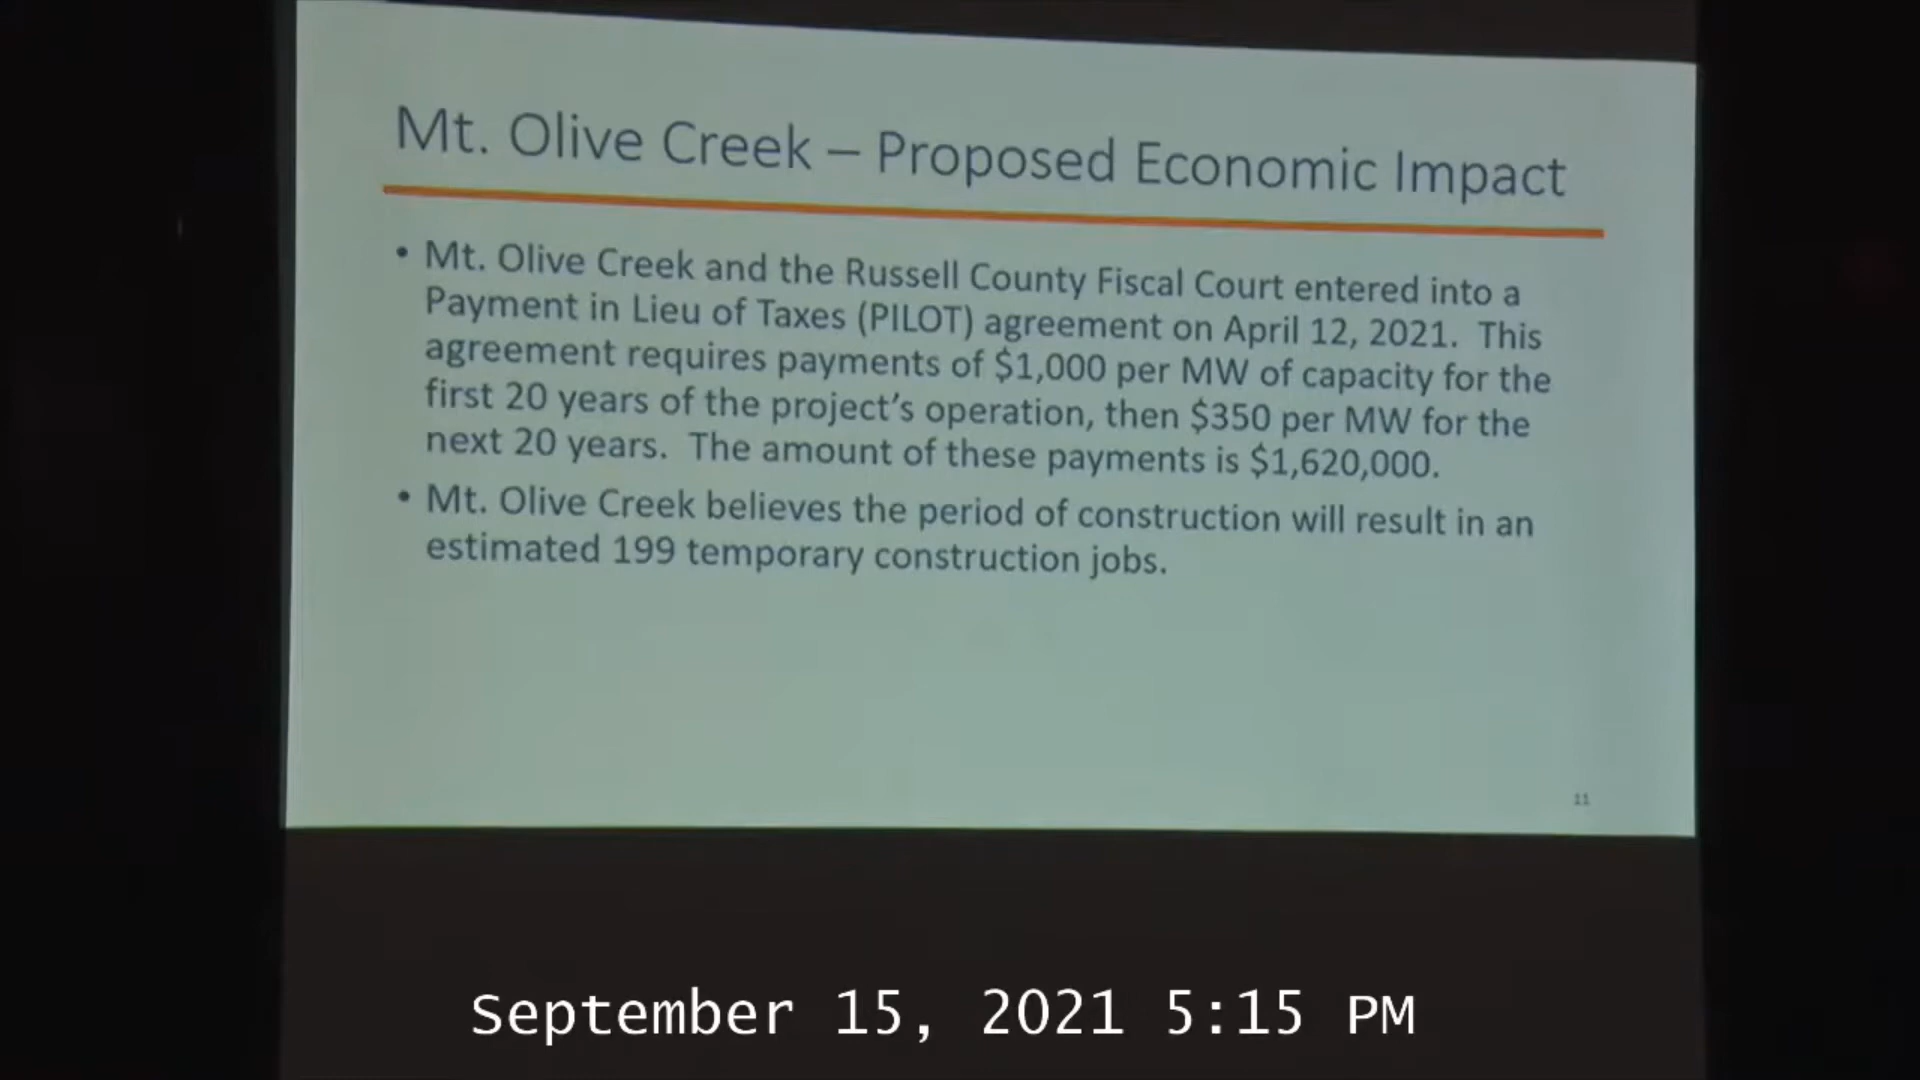 Mt. Olive Creek – Proposed Economic Impact
• Mt. Olive Creek and the Russell County Fiscal Court entered into a
Payment in Lieu of Taxes (PILOT) agreement on April 12, 2021.  This
agreement requires payments of $1,000 per MW of capacity for the
first 20 years of the project's operation, then $350 per MW for the
next 20 years.  The amount of these payments is $1,620,000.
• Mt. Olive Creek believes the period of construction will result in an
estimated 199 temporary construction jobs.
11
September 15, 2021 5:15 PM